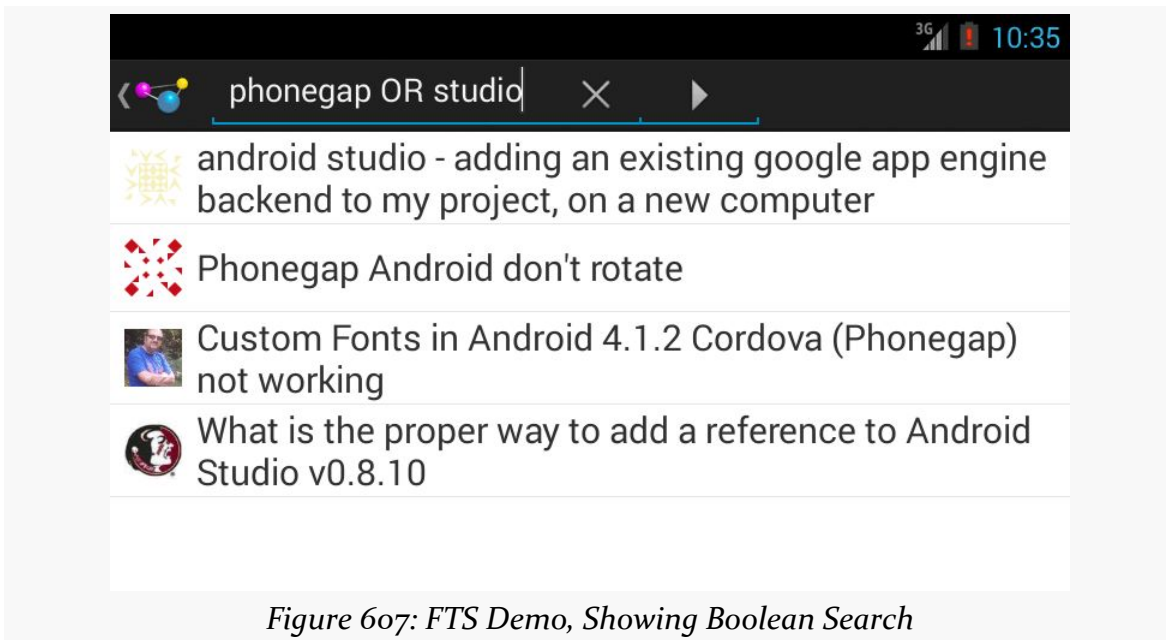 3G 10:35
phonegap OR studio
android studio - adding an existing google app engine
backend to my project, on a new computer
Phonegap Android don't rotate
Custom Fonts in Android 4.1.2 Cordova (Phonegap)
not working
What is the proper way to add a reference to Android
Studio v0.8.10
Figure 607: FTS Demo, Showing Boolean Search